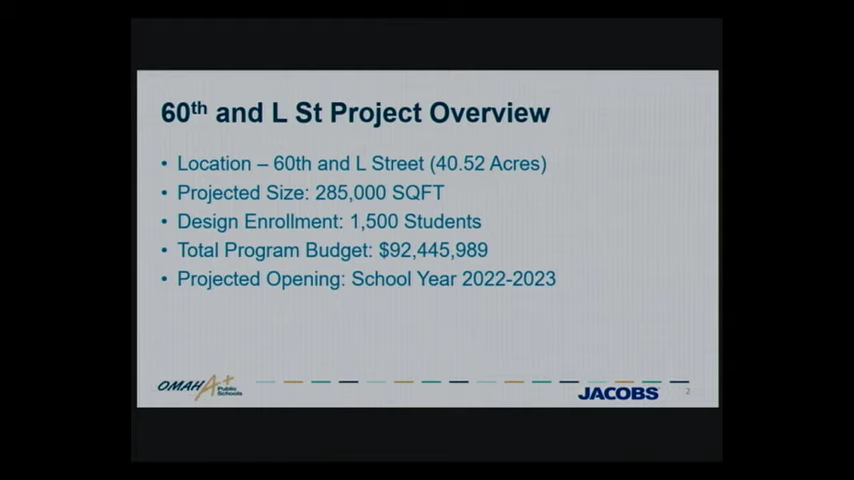 60th and L St Project Overview
• Location – 60th and L Street (40.52 Acres)
• Projected Size: 285,000 SQFT
• Design Enrollment: 1,500 Students
• Total Program Budget: $92,445,989
• Projected Opening: School Year 2022-2023
OMAHA+ Public Schools
JACOBS
2